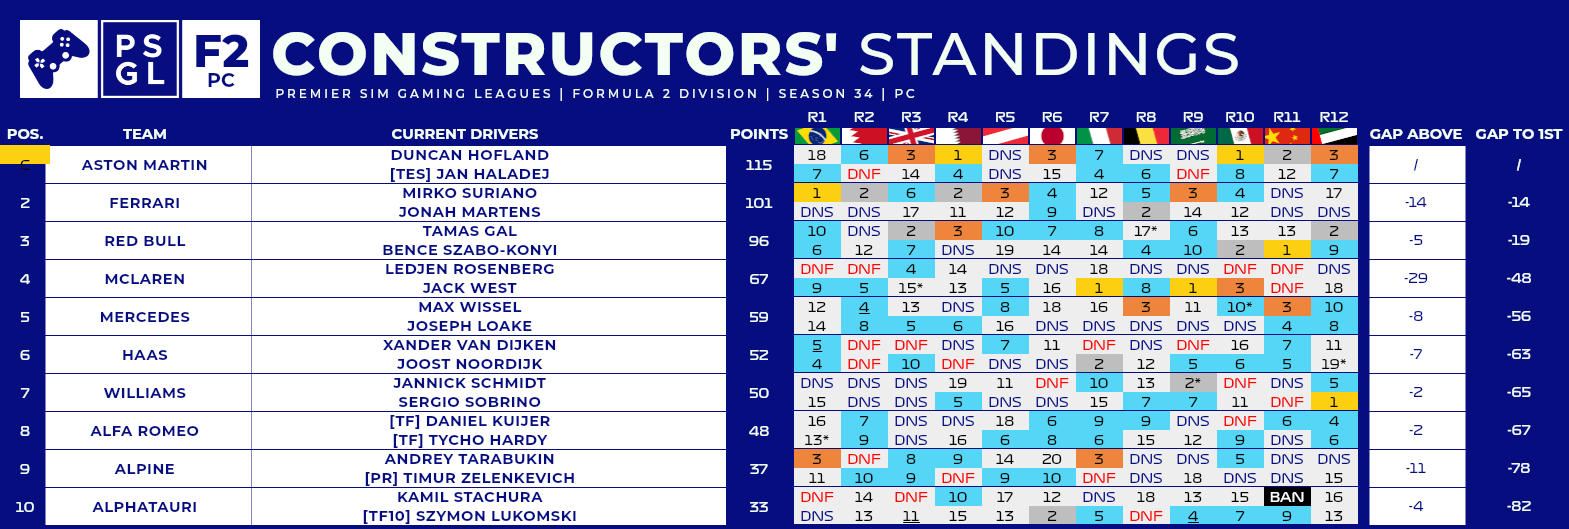 PS GL F2 PC CONSTRUCTORS' STANDINGS
PREMIER SIM GAMING LEAGUES | FORMULA 2 DIVISION | SEASON 34 | PC
R1 R2 R3 R4 R5 R6 R7 R8 R9 R10 R11 R12
POS. TEAM CURRENT DRIVERS POINTS GAP ABOVE GAP TO 1ST
DUNCAN HOFLAND 18 6 3 1 DNS 3 7 DNS DNS 1 2 3
ASTON MARTIN 115 / /
[TES] JAN HALADEJ 7 DNF 14 4 DNS 15 4 6 DNF 8 12 7
MIRKO SURIANO 1 2 6 2 3 4 12 5 3 4 DNS 17
2 FERRARI 101 -14 -14
JONAH MARTENS DNS DNS 17 11 12 9 DNS 2 14 12 DNS DNS
TAMAS GAL 10 DNS 2 3 10 7 8 17* 6 13 13 2
3 RED BULL 96 -5 -19
BENCE SZABO-KONYI 6 12 7 DNS 19 14 14 4 10 2 1 9
LEDJEN ROSENBERG DNF DNF 4 14 DNS DNS 18 DNS DNS DNF DNF DNS
4 MCLAREN 67 -29 -48
JACK WEST 9 5 15* 13 5 16 1 8 1 3 DNF 18
MAX WISSEL 12 4 13 DNS 8 18 16 3 11 10* 3 10
5 MERCEDES 59 -8 -56
JOSEPH LOAKE 14 8 5 6 16 DNS DNS DNS DNS DNS 4 8
XANDER VAN DIJKEN 5 DNF DNF DNS 7 11 DNF DNS DNF 16 7 11
6 HAAS 52 -7 -63
JOOST NOORDIJK 4 DNF 10 DNF DNS DNS 2 12 5 6 5 19*
JANNICK SCHMIDT DNS DNS DNS 19 11 DNF 10 13 2* DNF DNS 5
7 WILLIAMS 50 -2 -65
SERGIO SOBRINO 15 DNS DNS 5 DNS DNS 15 7 7 11 DNF 1
[TF] DANIEL KUIJER 16 7 DNS DNS 18 6 9 9 DNS DNF 6 4
8 ALFA ROMEO 48 -2 -67
[TF] TYCHO HARDY 13* 9 DNS 16 6 8 6 15 12 9 DNS 6
ANDREY TARABUKIN 3 DNF 8 9 14 20 3 DNS DNS 5 DNS DNS
9 ALPINE 37 -11 -78
[PR] TIMUR ZELENKEVICH 11 10 9 DNF 9 10 DNF DNS 18 DNS DNS 15
KAMIL STACHURA DNF 14 DNF 10 17 12 DNS 18 13 15 BAN 16
10 ALPHATAURI 33 -4 -82
[TF10] SZYMON LUKOMSKI DNS 13 11 15 13 2 5 DNF 4 7 9 13